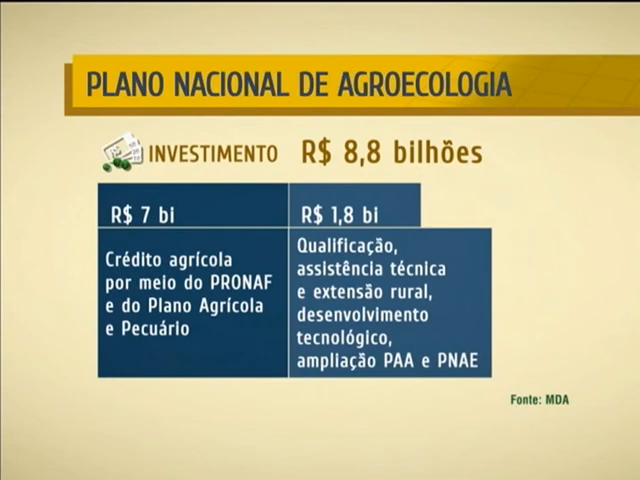 PLANO NACIONAL DE AGROECOLOGIA
INVESTIMENTO R$ 8,8 bilhões
R$ 7 bi
Crédito agrícola
por meio do PRONAF
e do Plano Agrícola
e Pecuário
R$ 1,8 bi
Qualificação,
assistência técnica
e extensão rural,
desenvolvimento
tecnológico,
ampliação PAA e PNAE
Fonte: MDA